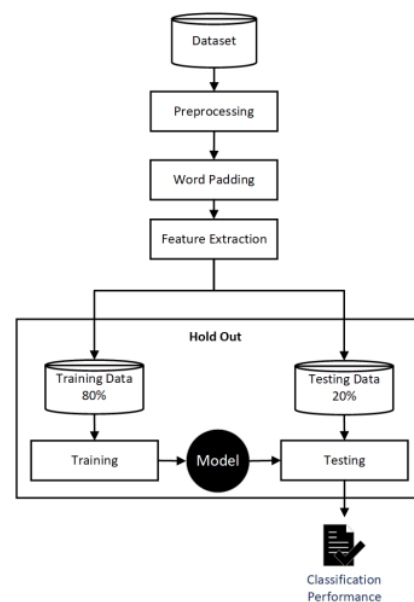 Dataset
Preprocessing
Word Padding
Feature Extraction
Hold Out
Training Data
80%
Testing Data
20%
Training
Model
Testing
Classification
Performance